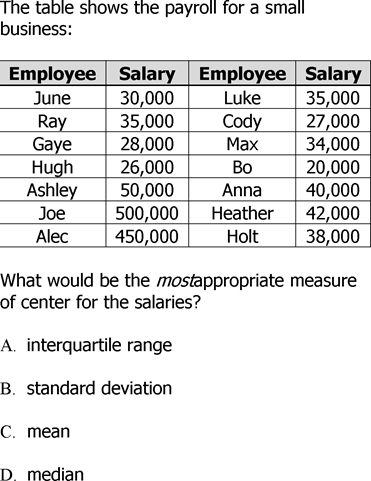 The table shows the payroll for a small
business:
Employee Salary Employee Salary
June 30,000 Luke 35,000
Ray 35,000 Cody 27,000
Gaye 28,000 Max 34,000
Hugh 26,000 Bo 20,000
Ashley 50,000 Anna 40,000
Joe 500,000 Heather 42,000
Alec 450,000 Holt 38,000
What would be the mostappropriate measure
of center for the salaries?
A. interquartile range
B. standard deviation
C. mean
D. median